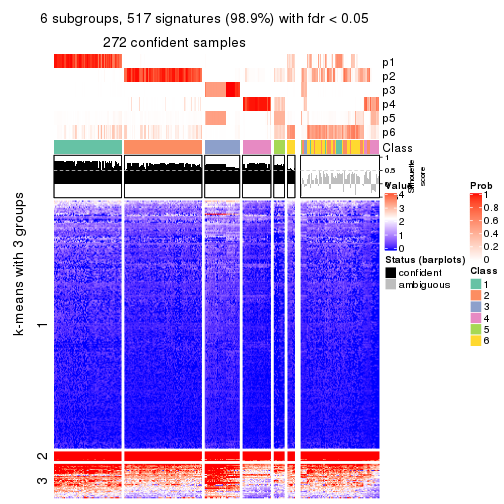 6 subgroups, 517 signatures (98.9%) with fdr < 0.05
272 confident samples
p1
p2
p3
p4
p5
p6
Class
1
0.5
0
Silhouette
score
k-means with 3 groups
1
2
3
Value
4
3
2
1
0
Status (barplots)
confident
ambiguous
Prob
1
0.8
0.6
0.4
0.2
0
Class
1
2
3
4
5
6